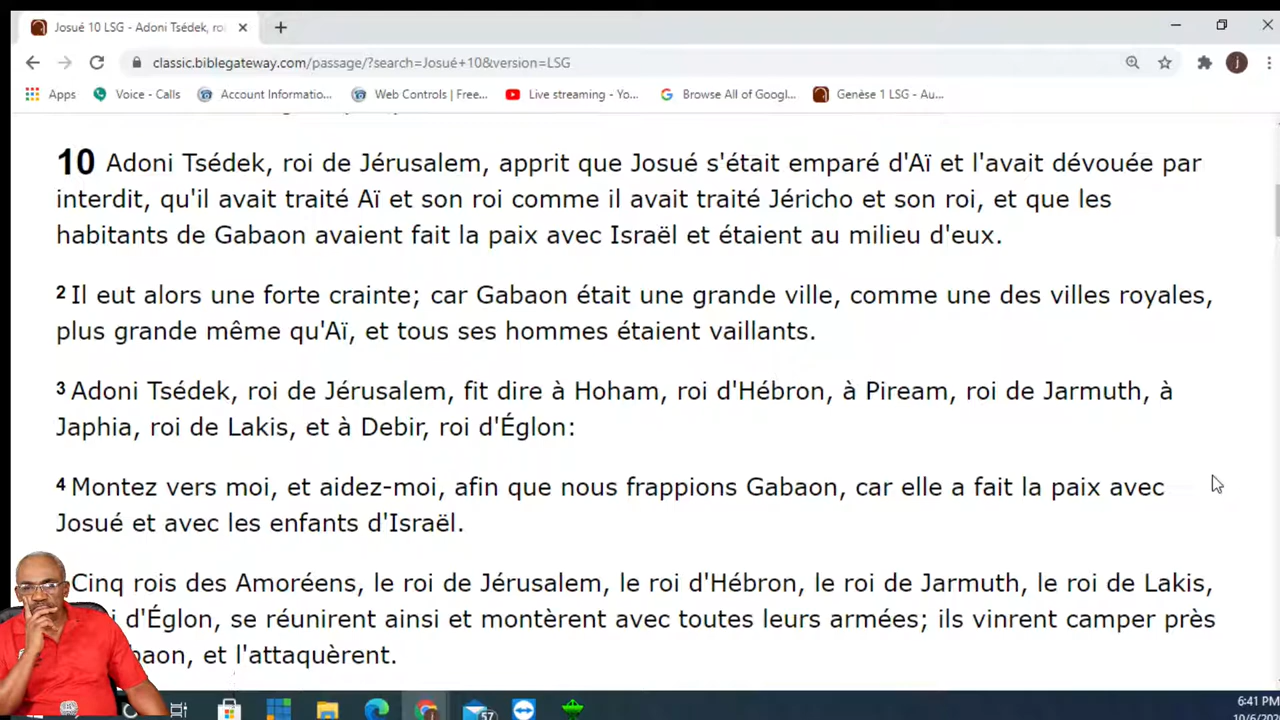 Josué 10 LSG - Adoni Tsédek, roi
classic.biblegateway.com/passage/?search=Josué+10&version=LSG
j
Apps Voice - Calls Account Informatio... Web Controls | Free... Live streaming - Yo... Browse All of Googl... Genèse 1 LSG - Au...
10 Adoni Tsédek, roi de Jérusalem, apprit que Josué s'était emparé d'Aï et l'avait dévouée par
interdit, qu'il avait traité Aï et son roi comme il avait traité Jéricho et son roi, et que les
habitants de Gabaon avaient fait la paix avec Israël et étaient au milieu d'eux.
2 Il eut alors une forte crainte; car Gabaon était une grande ville, comme une des villes royales,
plus grande même qu'Aï, et tous ses hommes étaient vaillants.
3 Adoni Tsédek, roi de Jérusalem, fit dire à Hoham, roi d'Hébron, à Piream, roi de Jarmuth, à
Japhia, roi de Lakis, et à Debir, roi d'Églon:
4 Montez vers moi, et aidez-moi, afin que nous frappions Gabaon, car elle a fait la paix avec
Josué et avec les enfants d'Israël.
Cinq rois des Amoréens, le roi de Jérusalem, le roi d'Hébron, le roi de Jarmuth, le roi de Lakis,
d'Églon, se réunirent ainsi et montèrent avec toutes leurs armées; ils vinrent camper près
baon, et l'attaquèrent.
57
6:41 PM